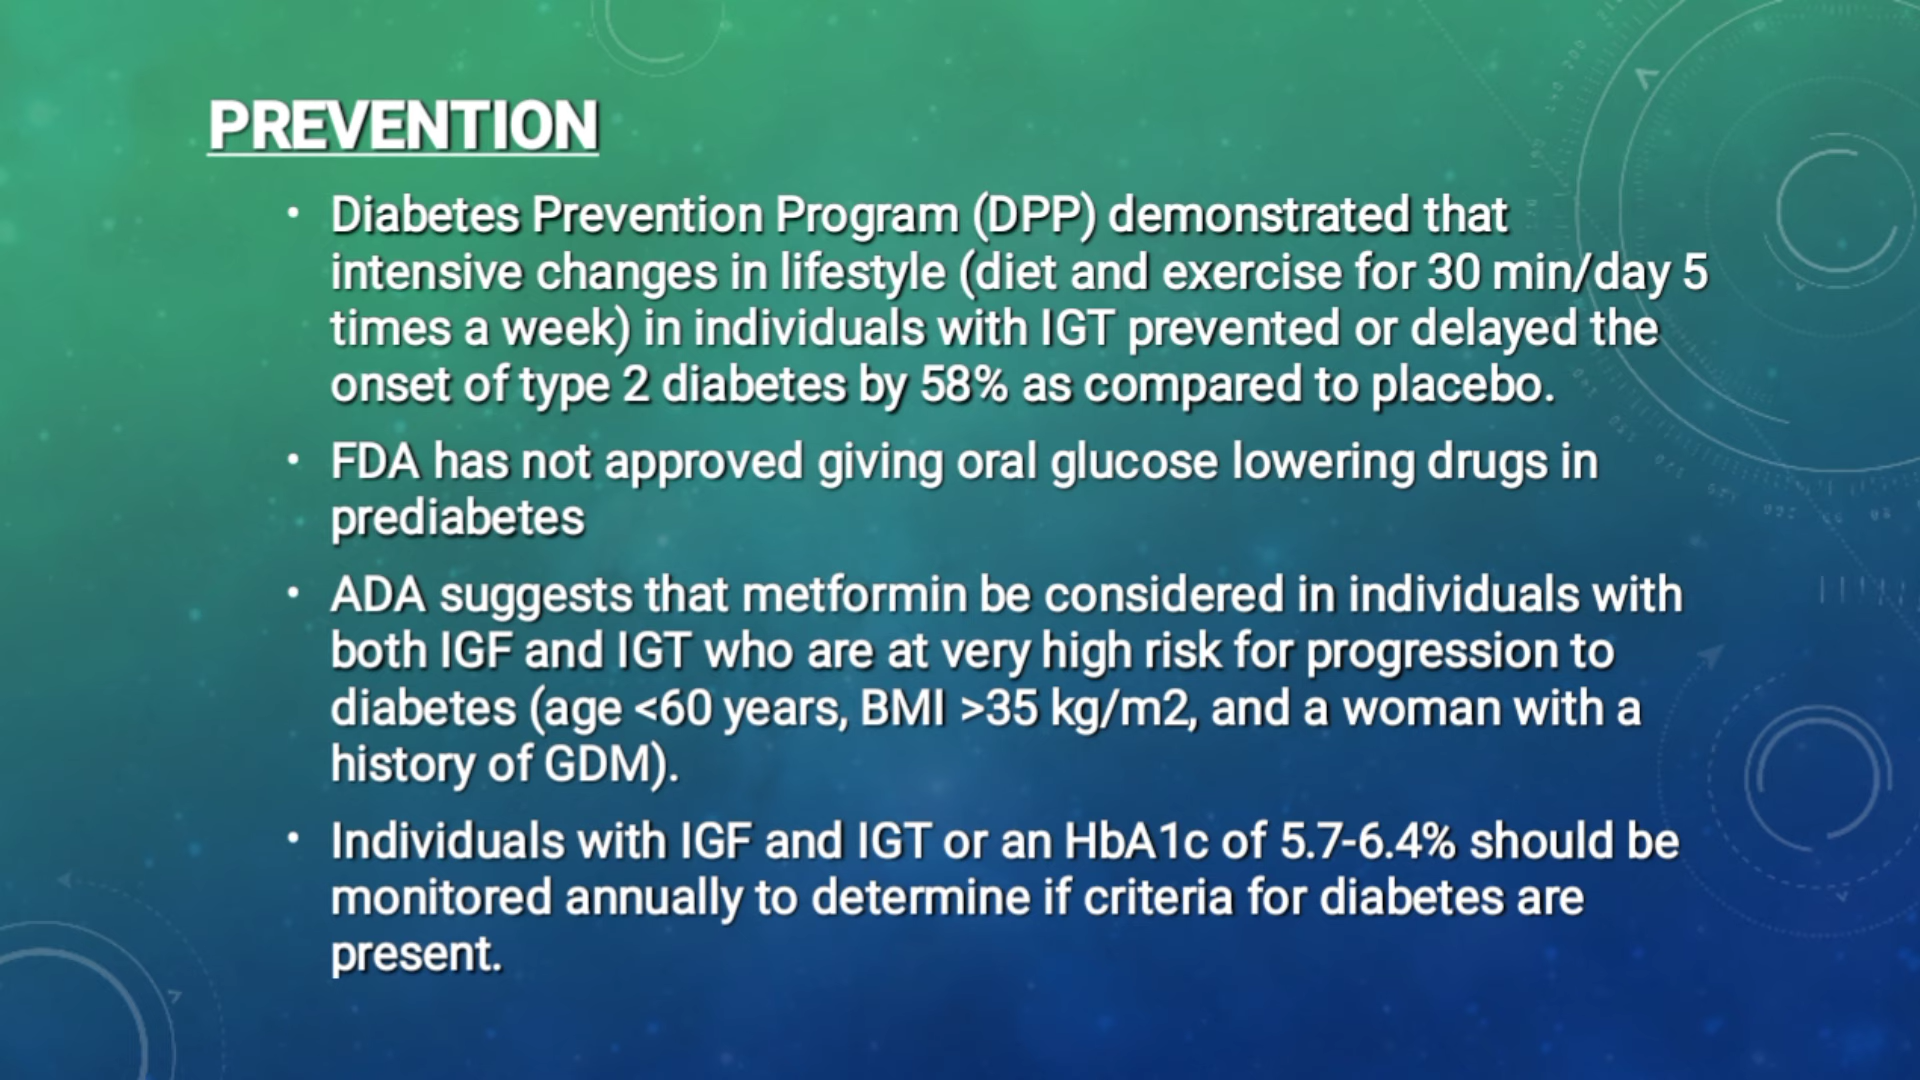 PREVENTION
• Diabetes Prevention Program (DPP) demonstrated that
intensive changes in lifestyle (diet and exercise for 30 min/day 5
times a week) in individuals with IGT prevented or delayed the
onset of type 2 diabetes by 58% as compared to placebo.
• FDA has not approved giving oral glucose lowering drugs in
prediabetes
• ADA suggests that metformin be considered in individuals with
both IGF and IGT who are at very high risk for progression to
diabetes (age <60 years, BMI >35 kg/m2, and a woman with a
history of GDM).
• Individuals with IGF and IGT or an HbA1c of 5.7-6.4% should be
monitored annually to determine if criteria for diabetes are
present.